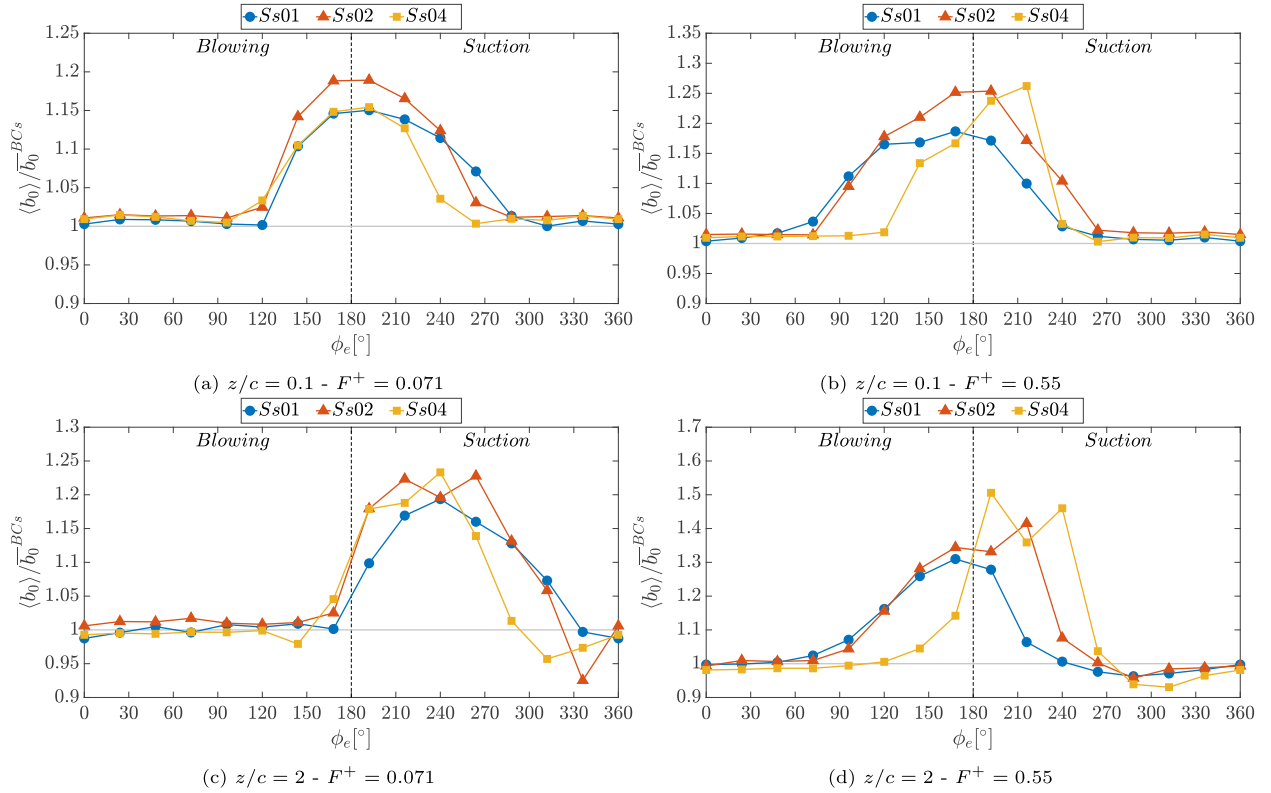 Ss01 Ss02 Ss04
Blowing Suction
1.25
1.2
1.15
1.1
1.05
1
0.95
0.9
⟨b₀⟩/b̅₀^BCs
0 30 60 90 120 150 180 210 240 270 300 330 360
ϕₑ[°]
(a) z/c = 0.1 - F⁺ = 0.071
Ss01 Ss02 Ss04
Blowing Suction
1.35
1.3
1.25
1.2
1.15
1.1
1.05
1
0.95
0.9
⟨b₀⟩/b̅₀^BCs
0 30 60 90 120 150 180 210 240 270 300 330 360
ϕₑ[°]
(b) z/c = 0.1 - F⁺ = 0.55
Ss01 Ss02 Ss04
Blowing Suction
1.3
1.25
1.2
1.15
1.1
1.05
1
0.95
0.9
⟨b₀⟩/b̅₀^BCs
0 30 60 90 120 150 180 210 240 270 300 330 360
ϕₑ[°]
(c) z/c = 2 - F⁺ = 0.071
Ss01 Ss02 Ss04
Blowing Suction
1.7
1.6
1.5
1.4
1.3
1.2
1.1
1
0.9
⟨b₀⟩/b̅₀^BCs
0 30 60 90 120 150 180 210 240 270 300 330 360
ϕₑ[°]
(d) z/c = 2 - F⁺ = 0.55